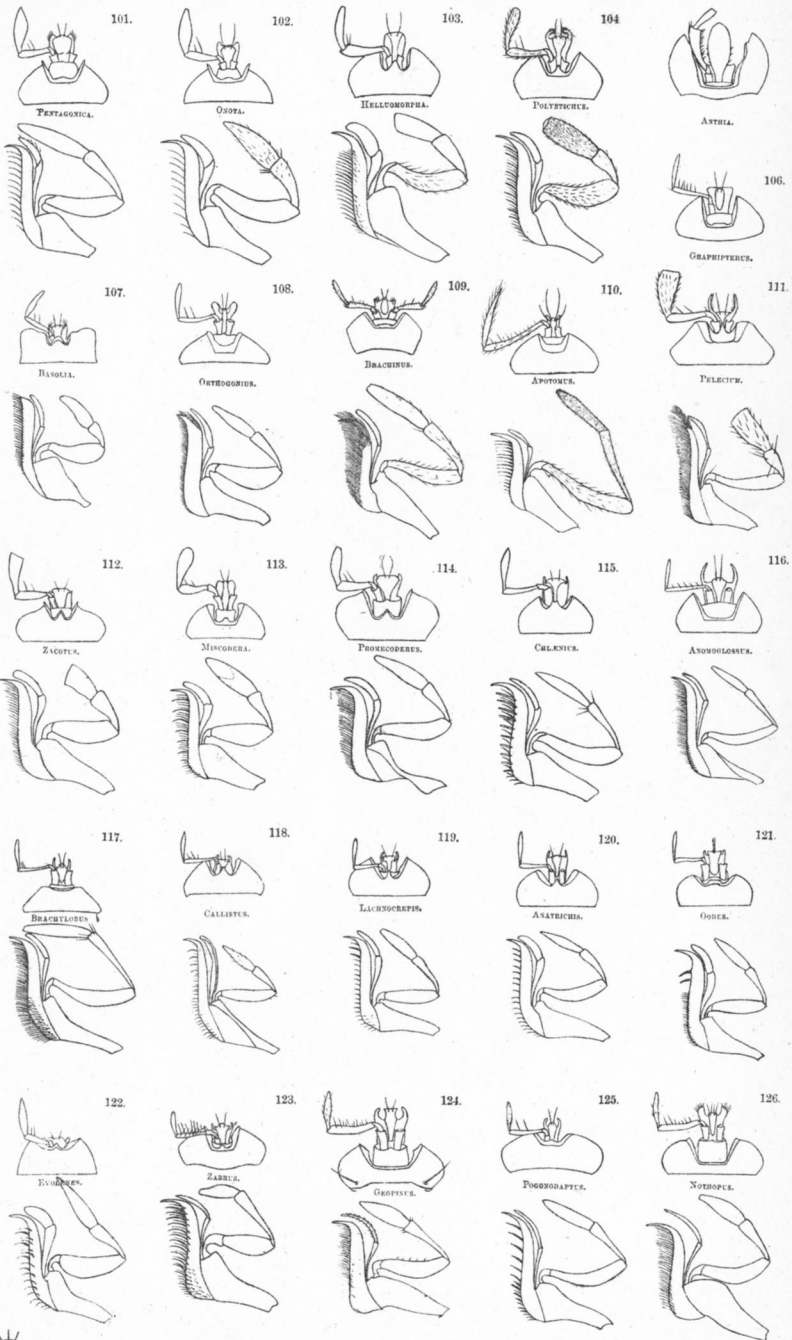 101.
102.
103.
104
PENTAGONICA.
ONOTA.
HELLUOMORPHA.
POLYSTICHUS.
ANTHIA.
106.
GRAPHIPTERUS.
107.
108.
109.
110.
111.
BASOLIA.
ORTHOGONIUS.
BRACHINUS.
APOTOMUS.
PELECIUM.
112.
113.
114.
115.
116.
ZACOTUS.
MISCODERA.
PROMECODERUS.
CHLÆNIUS.
ANOMOGLOSSUS.
117.
118.
119.
120.
121.
BRACHYLOBUS
CALLISTUS.
LACHNOCREPIS.
ANATRICHIS.
OODES.
122.
123.
124.
125.
126.
EVOLENES.
ZABRUS.
GEOPINUS.
POGONODAPTUS.
NOTHOPUS.